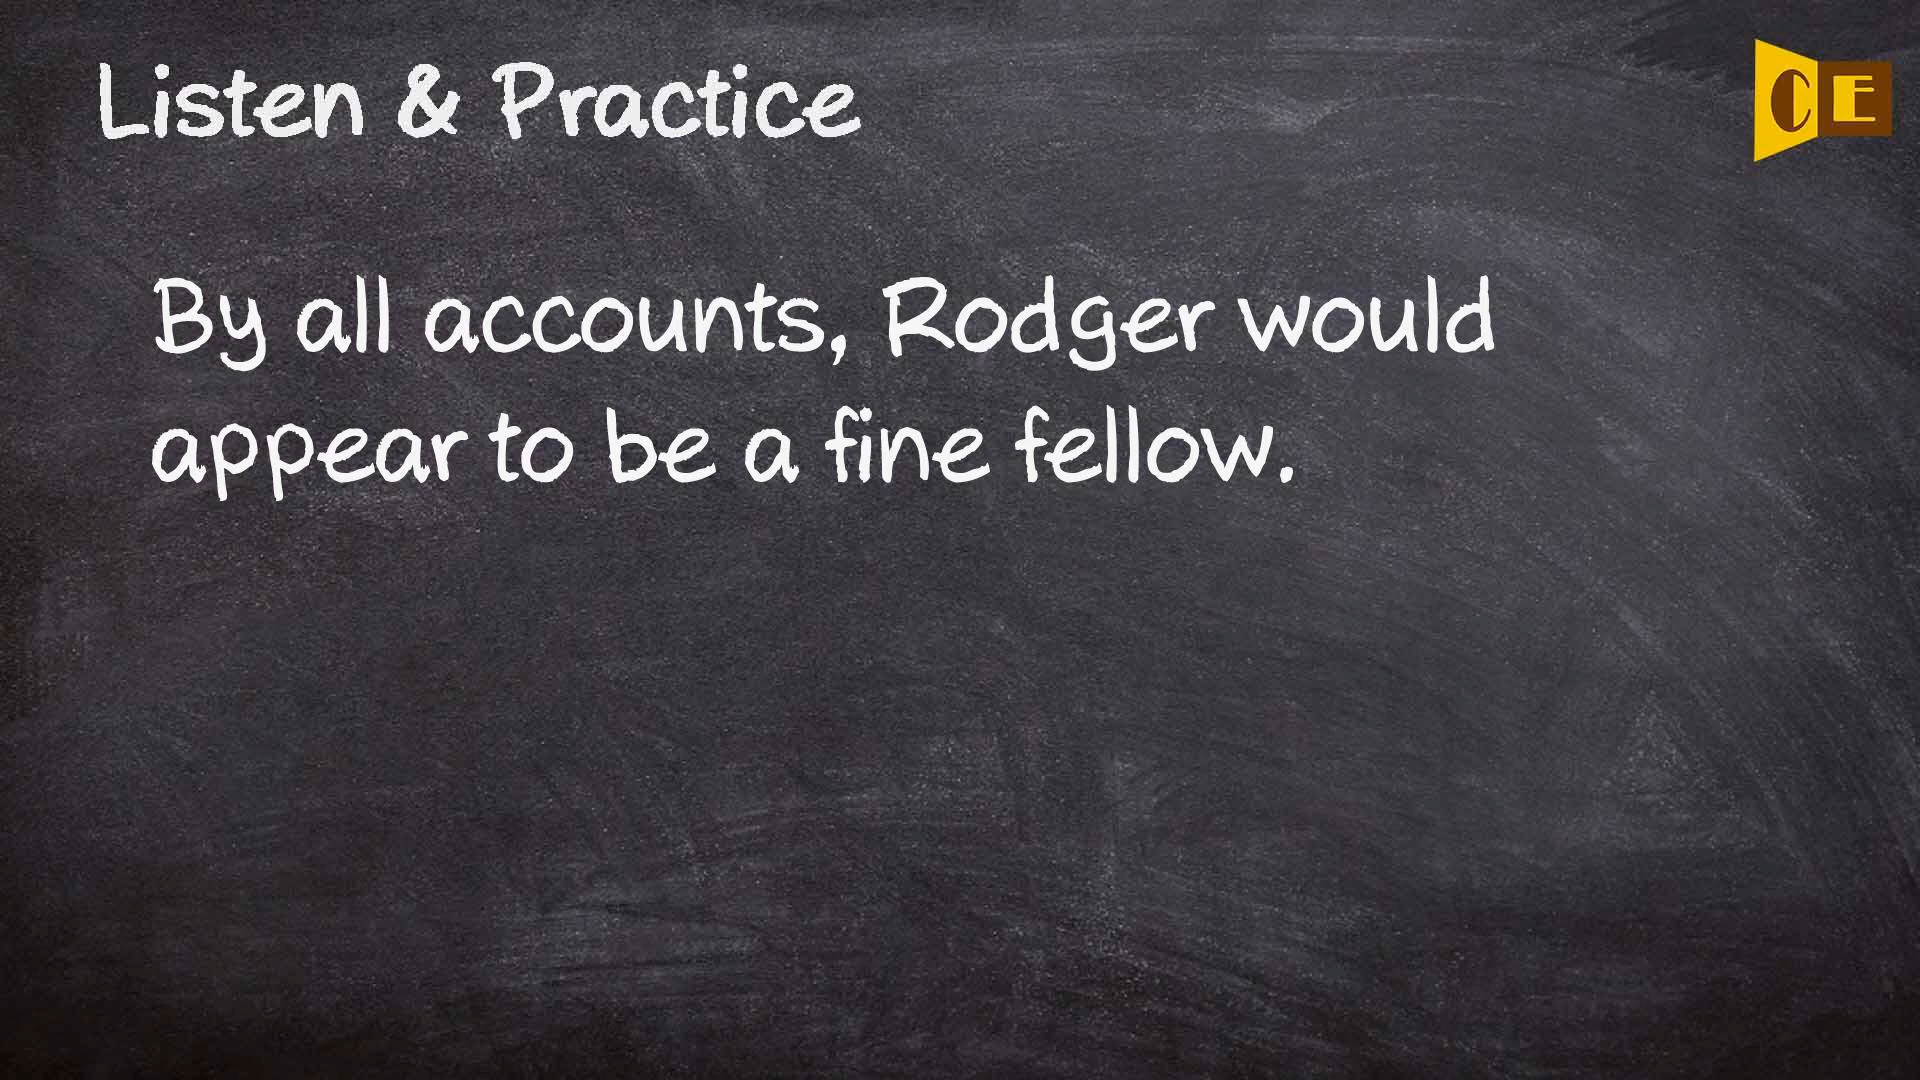 Listen & Practice
CE
By all accounts, Rodger would
appear to be a fine fellow.